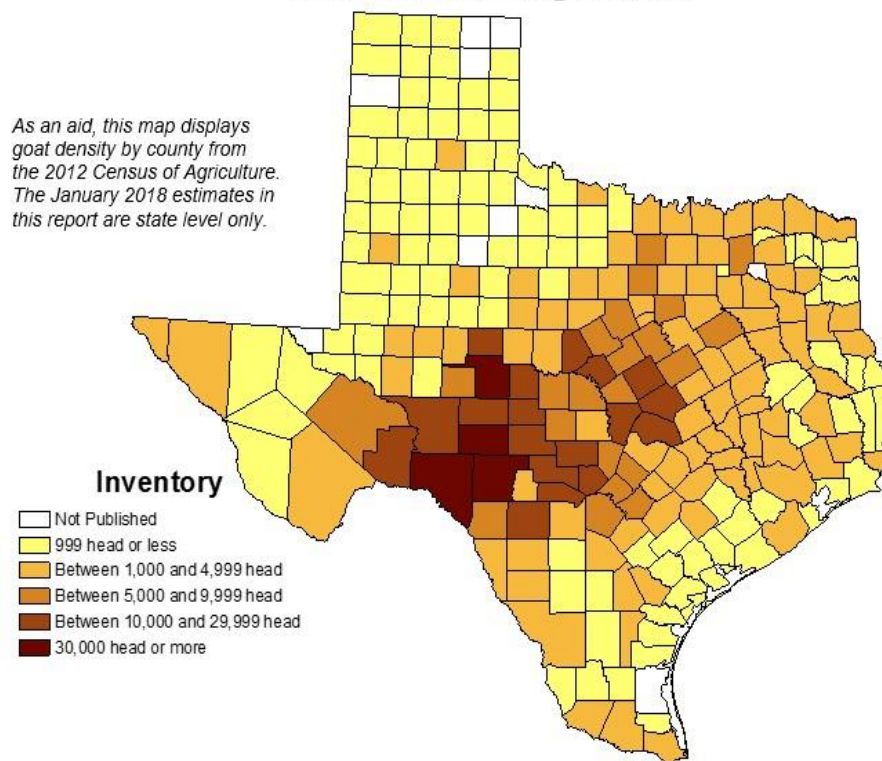 As an aid, this map displays
goat density by county from
the 2012 Census of Agriculture.
The January 2018 estimates in
this report are state level only.
Inventory
Not Published
999 head or less
Between 1,000 and 4,999 head
Between 5,000 and 9,999 head
Between 10,000 and 29,999 head
30,000 head or more